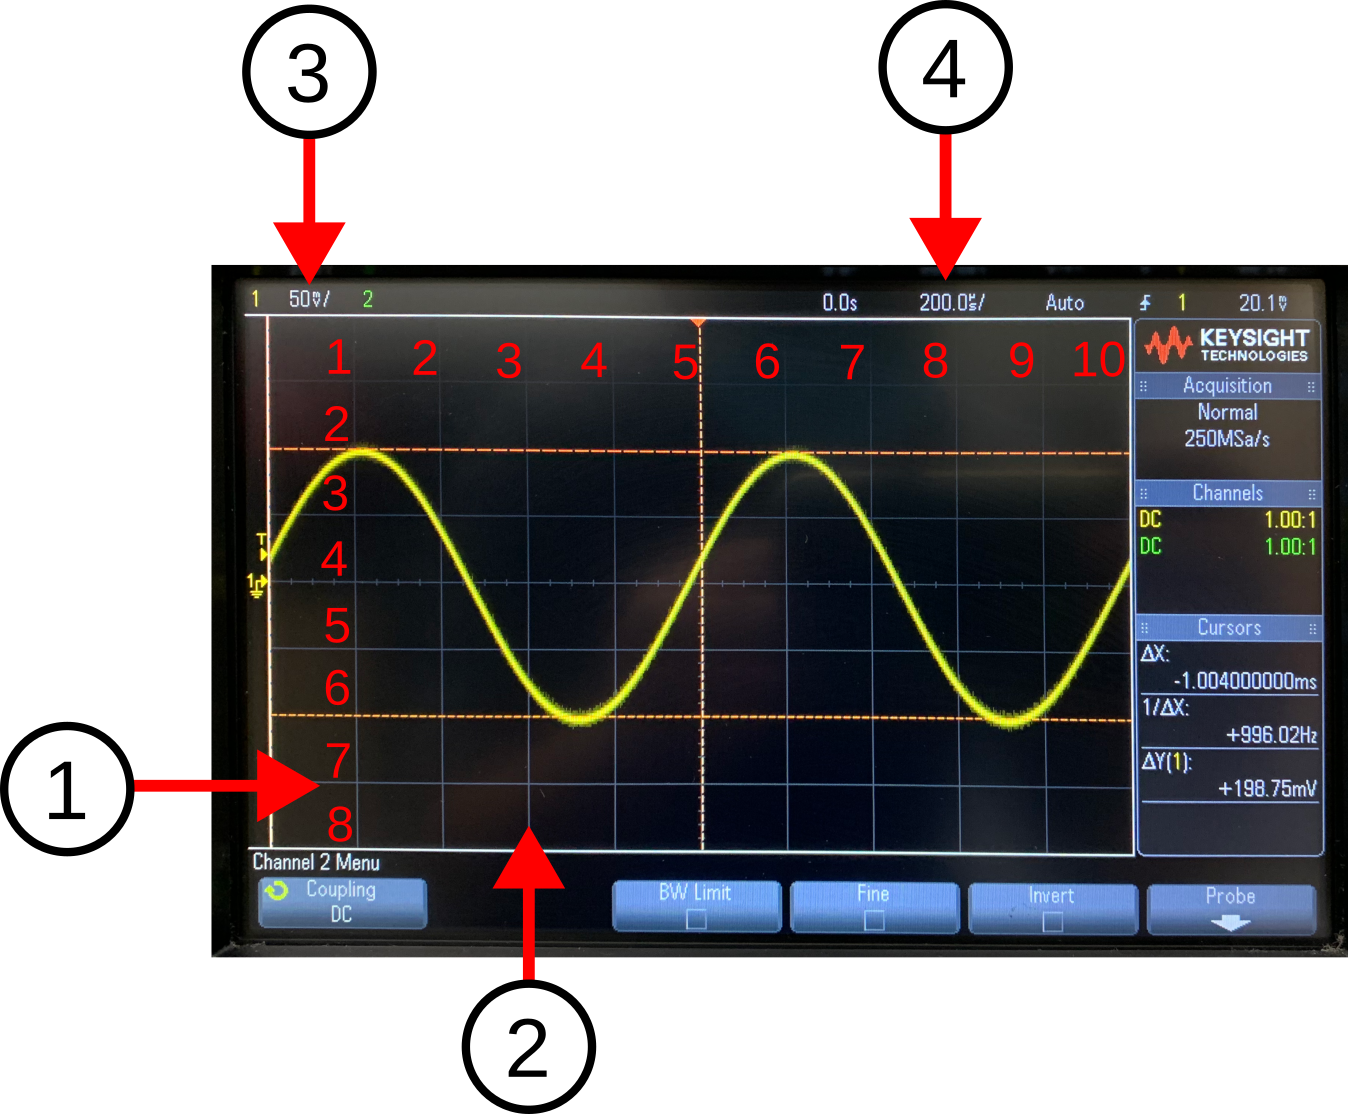 3
4
1 50mV/ 2 0.0s 200.0µs/ Auto 1 20.1mV
1 2 3 4 5 6 7 8 9 10
2
3
4
5
6
7
8
T
1
KEYSIGHT
TECHNOLOGIES
Acquisition
Normal
250MSa/s
Channels
DC 1.00:1
DC 1.00:1
Cursors
ΔX:
-1.004000000ms
1/ΔX:
+996.02Hz
ΔY(1):
+198.75mV
1
Channel 2 Menu
Coupling
DC
BW Limit
Fine
Invert
Probe
2